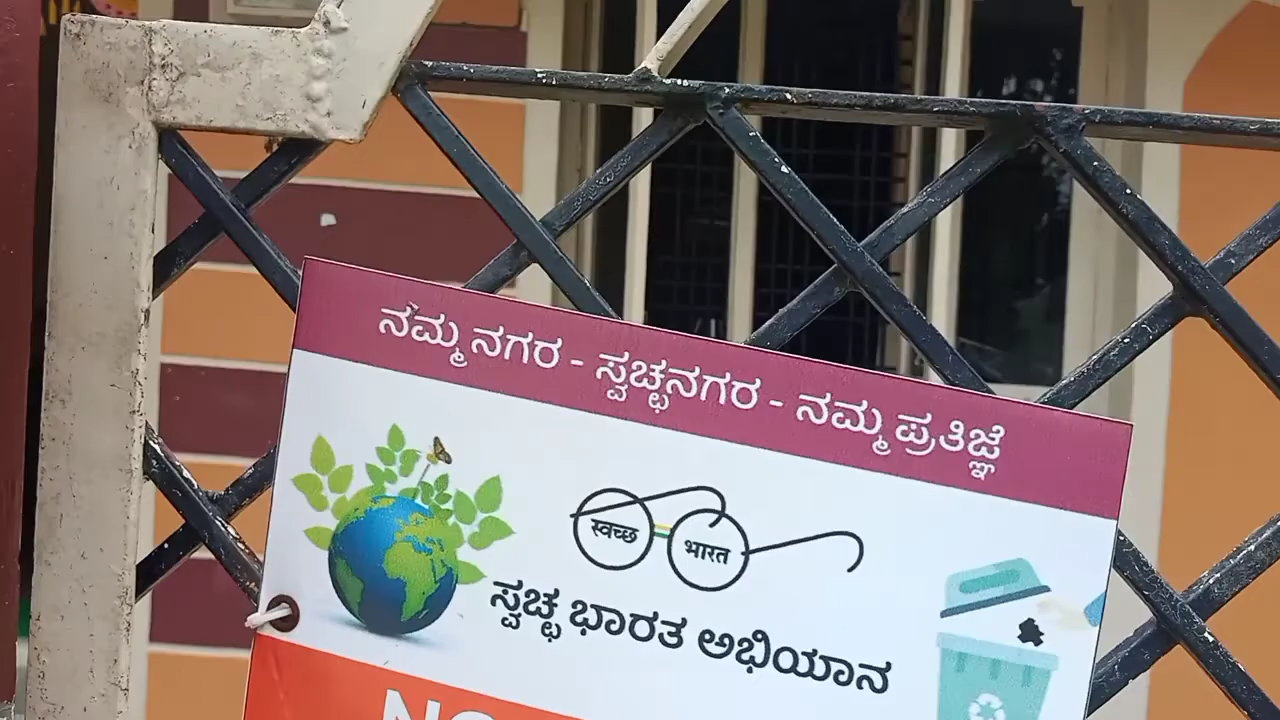 ನಮ್ಮ ನಗರ - ಸ್ವಚ್ಛನಗರ - ನಮ್ಮ ಪ್ರತಿಜ್ಞೆ
स्वच्छ भारत
ಸ್ವಚ್ಛ ಭಾರತ ಅಭಿಯಾನ